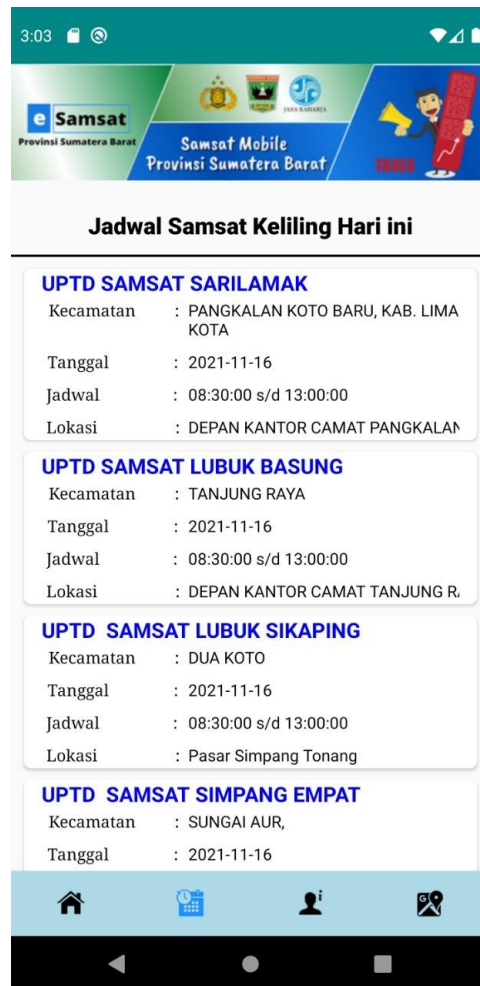 3:03
e Samsat
Provinsi Sumatera Barat
JASA RAHARJA
Samsat Mobile
Provinsi Sumatera Barat
TAXES
Jadwal Samsat Keliling Hari ini
UPTD SAMSAT SARILAMAK
Kecamatan : PANGKALAN KOTO BARU, KAB. LIMA
KOTA
Tanggal : 2021-11-16
Jadwal : 08:30:00 s/d 13:00:00
Lokasi : DEPAN KANTOR CAMAT PANGKALAN
UPTD SAMSAT LUBUK BASUNG
Kecamatan : TANJUNG RAYA
Tanggal : 2021-11-16
Jadwal : 08:30:00 s/d 13:00:00
Lokasi : DEPAN KANTOR CAMAT TANJUNG
UPTD SAMSAT LUBUK SIKAPING
Kecamatan : DUA KOTO
Tanggal : 2021-11-16
Jadwal : 08:30:00 s/d 13:00:00
Lokasi : Pasar Simpang Tonang
UPTD SAMSAT SIMPANG EMPAT
Kecamatan : SUNGAI AUR,
Tanggal : 2021-11-16